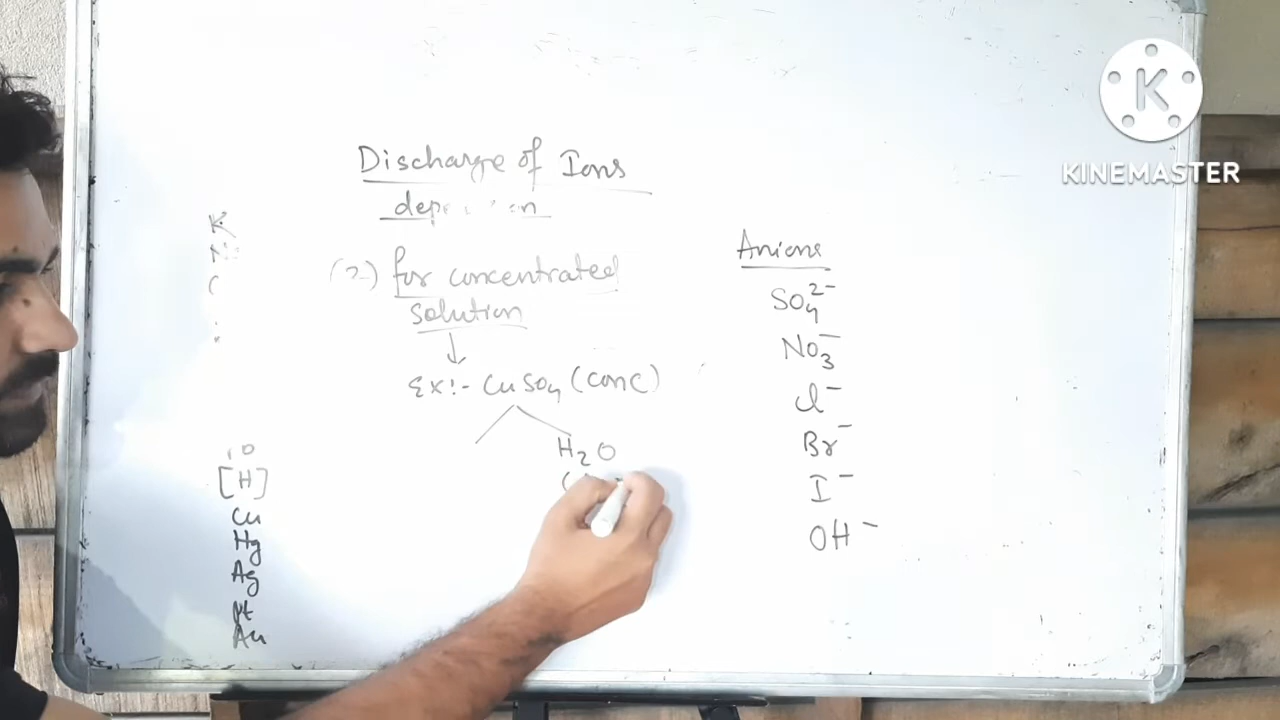 Discharge of Ions
(2) for concentrated
solution
↓
Ex:- CuSO4 (conc)
H2O
K
[H]
Cu
Hg
Ag
Pt
Au
Anions
SO4^2-
NO3^-
Cl^-
Br^-
I^-
OH^-
K
KINEMASTER